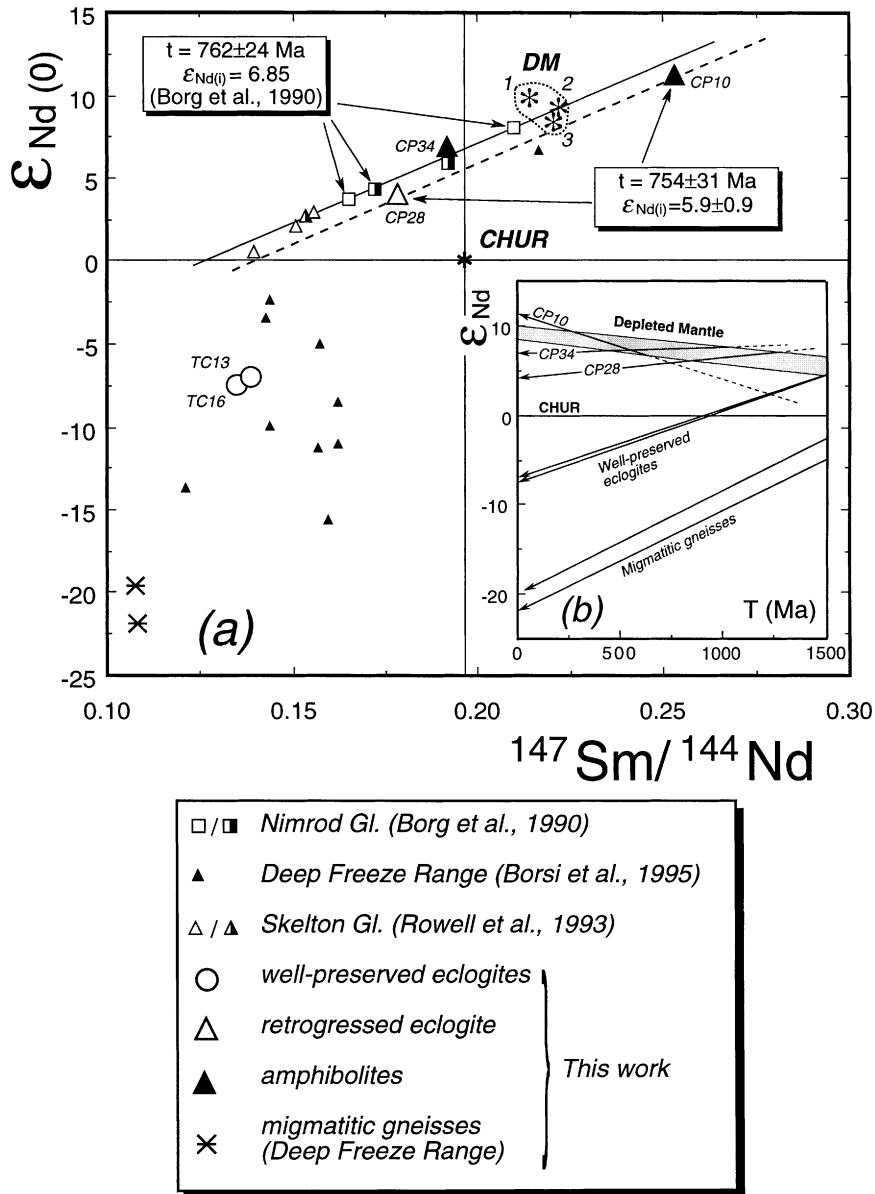 15
10
5
0
-5
-10
-15
-20
-25
εNd (0)
t = 762±24 Ma
εNd(i) = 6.85
(Borg et al., 1990)
DM
1
2
3
CP10
CP34
CP28
t = 754±31 Ma
εNd(i)=5.9±0.9
CHUR
TC13
TC16
(a)
εNd
10
0
-10
-20
CP10
Depleted Mantle
CP34
CP28
CHUR
Well-preserved
eclogites
Migmatitic gneisses
(b)
T (Ma)
0 500 1000 1500
0.10 0.15 0.20 0.25 0.30
147Sm/ 144Nd
/ Nimrod Gl. (Borg et al., 1990)
Deep Freeze Range (Borsi et al., 1995)
/ Skelton Gl. (Rowell et al., 1993)
well-preserved eclogites
retrogressed eclogite
amphibolites
migmatitic gneisses
(Deep Freeze Range)
This work